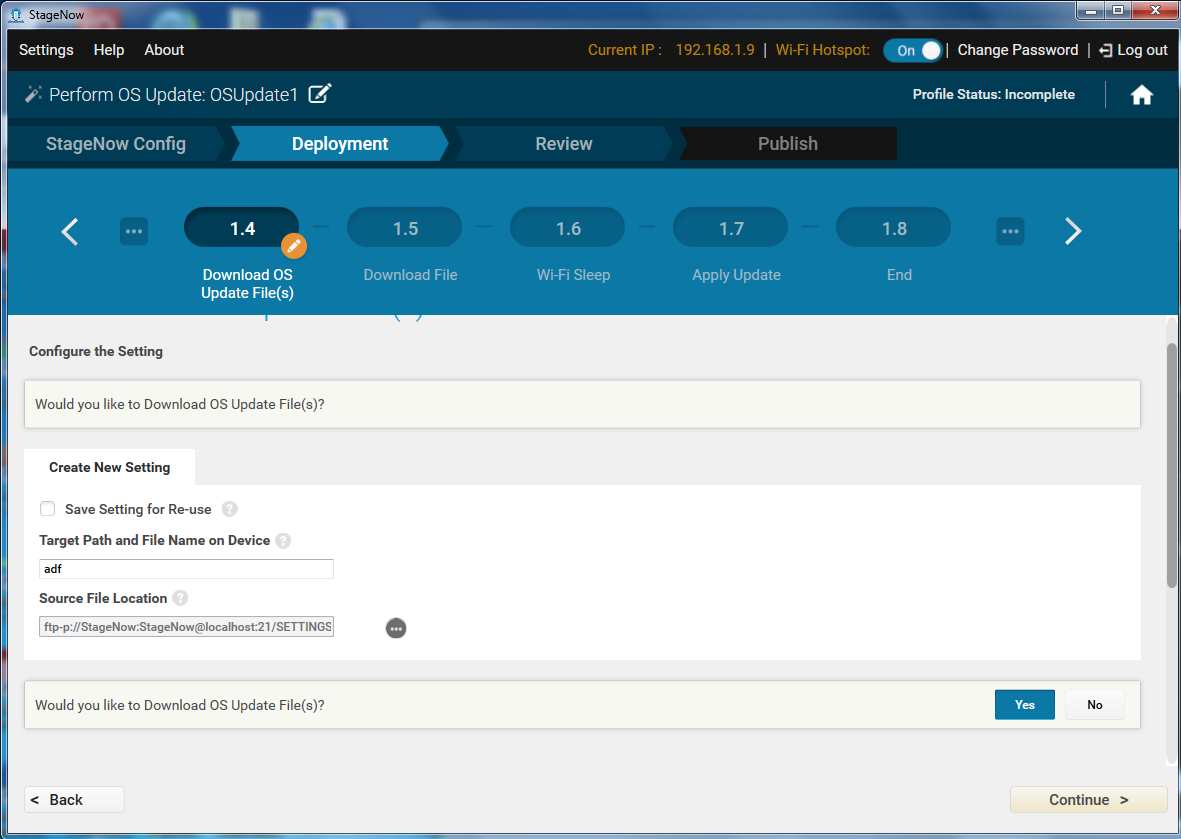 StageNow
Settings Help About Current IP : 192.168.1.9 | Wi-Fi Hotspot: On | Change Password | Log out
Perform OS Update: OSUpdate1 Profile Status: Incomplete
StageNow Config Deployment Review Publish
1.4 1.5 1.6 1.7 1.8
Download OS Download File Wi-Fi Sleep Apply Update End
Update File(s)
Configure the Setting
Would you like to Download OS Update File(s)?
Create New Setting
Save Setting for Re-use ?
Target Path and File Name on Device ?
adf
Source File Location ?
ftp-p://StageNow:StageNow@localhost:21/SETTINGS
Would you like to Download OS Update File(s)? Yes No
< Back Continue >